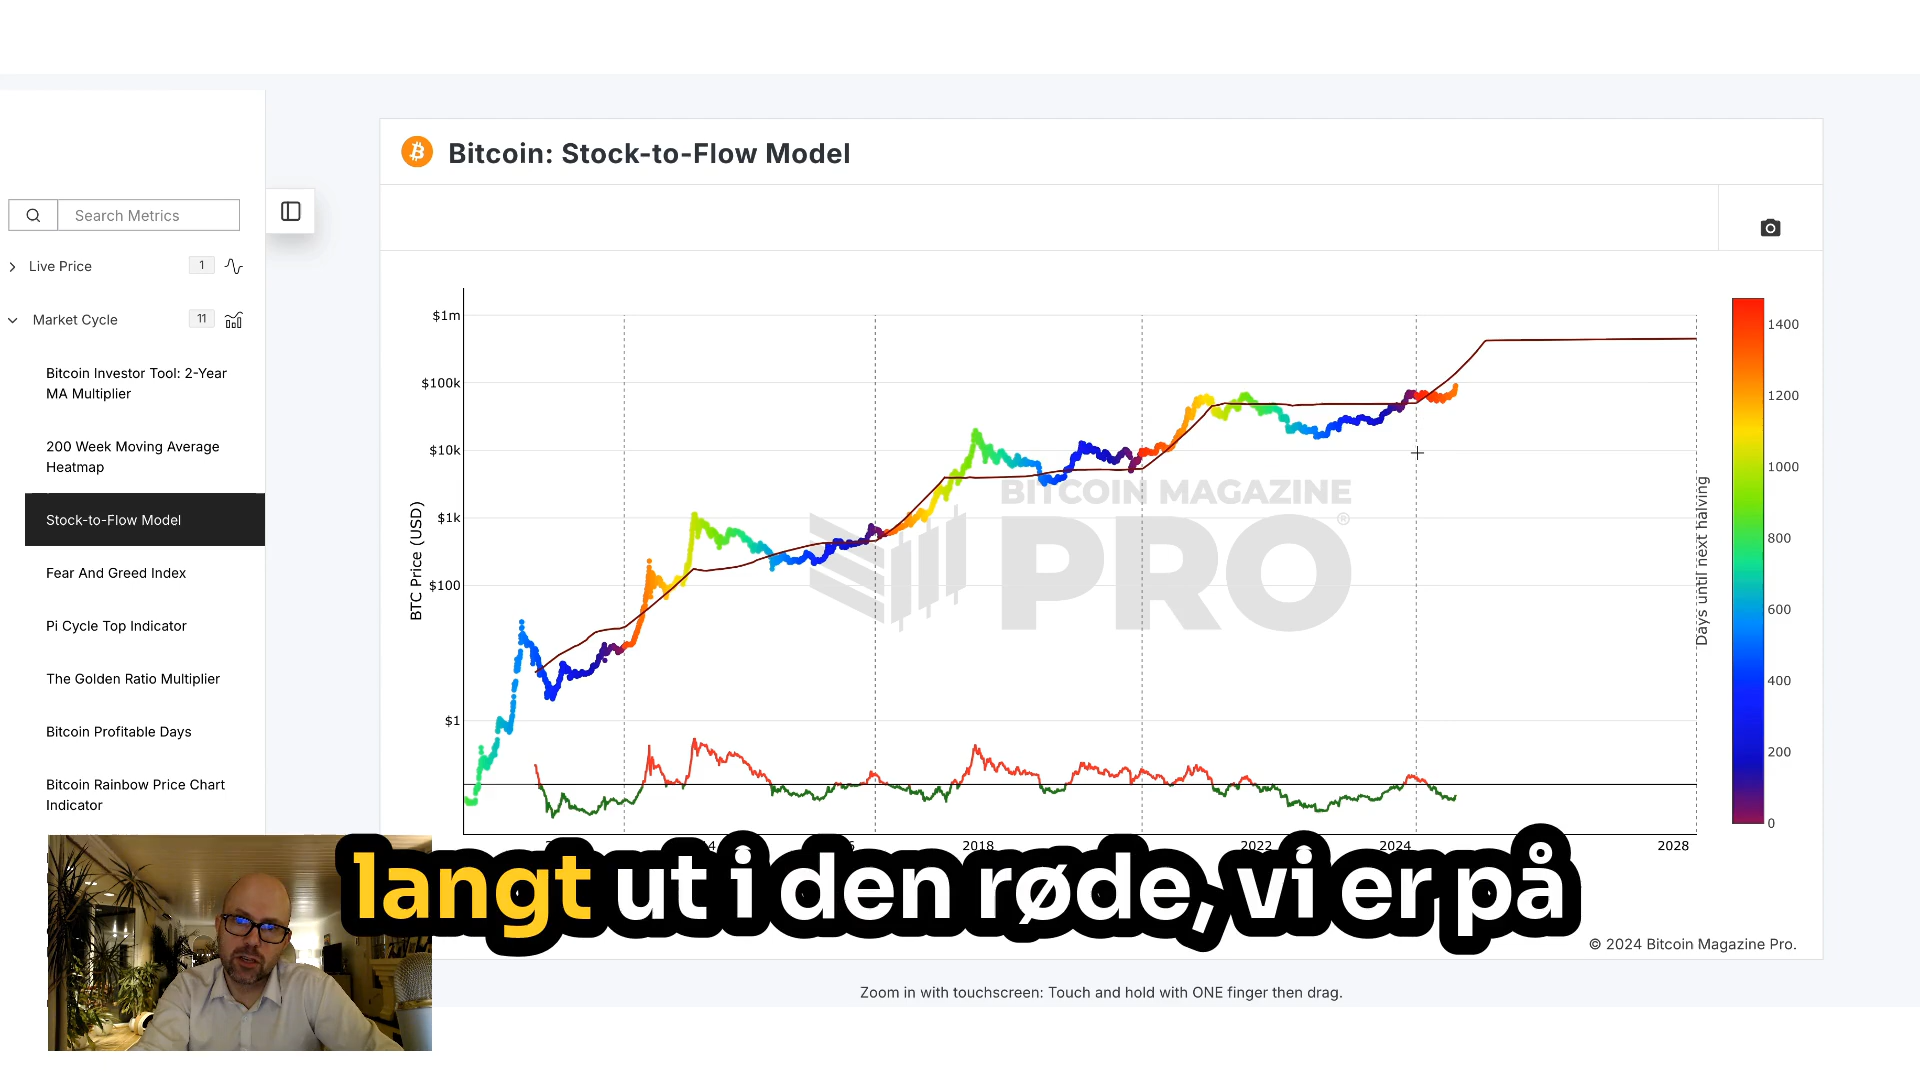 Bitcoin: Stock-to-Flow Model
Search Metrics
Live Price 1
Market Cycle 11
Bitcoin Investor Tool: 2-Year
MA Multiplier
200 Week Moving Average
Heatmap
Stock-to-Flow Model
Fear And Greed Index
Pi Cycle Top Indicator
The Golden Ratio Multiplier
Bitcoin Profitable Days
Bitcoin Rainbow Price Chart
Indicator
BTC Price (USD)
$1m
$100k
$10k
$1k
$100
$1
BITCOIN MAGAZINE
PRO®
Days until next halving
1400
1200
1000
800
600
400
200
0
2018
2022
2024
2028
langt ut i den røde, vi er på
© 2024 Bitcoin Magazine Pro.
Zoom in with touchscreen: Touch and hold with ONE finger then drag.